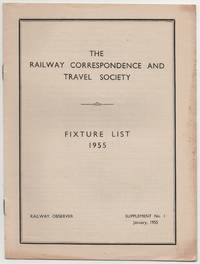 THE
RAILWAY CORRESPONDENCE AND
TRAVEL SOCIETY
FIXTURE LIST
1955
RAILWAY OBSERVER
SUPPLEMENT No. 1
January, 1955